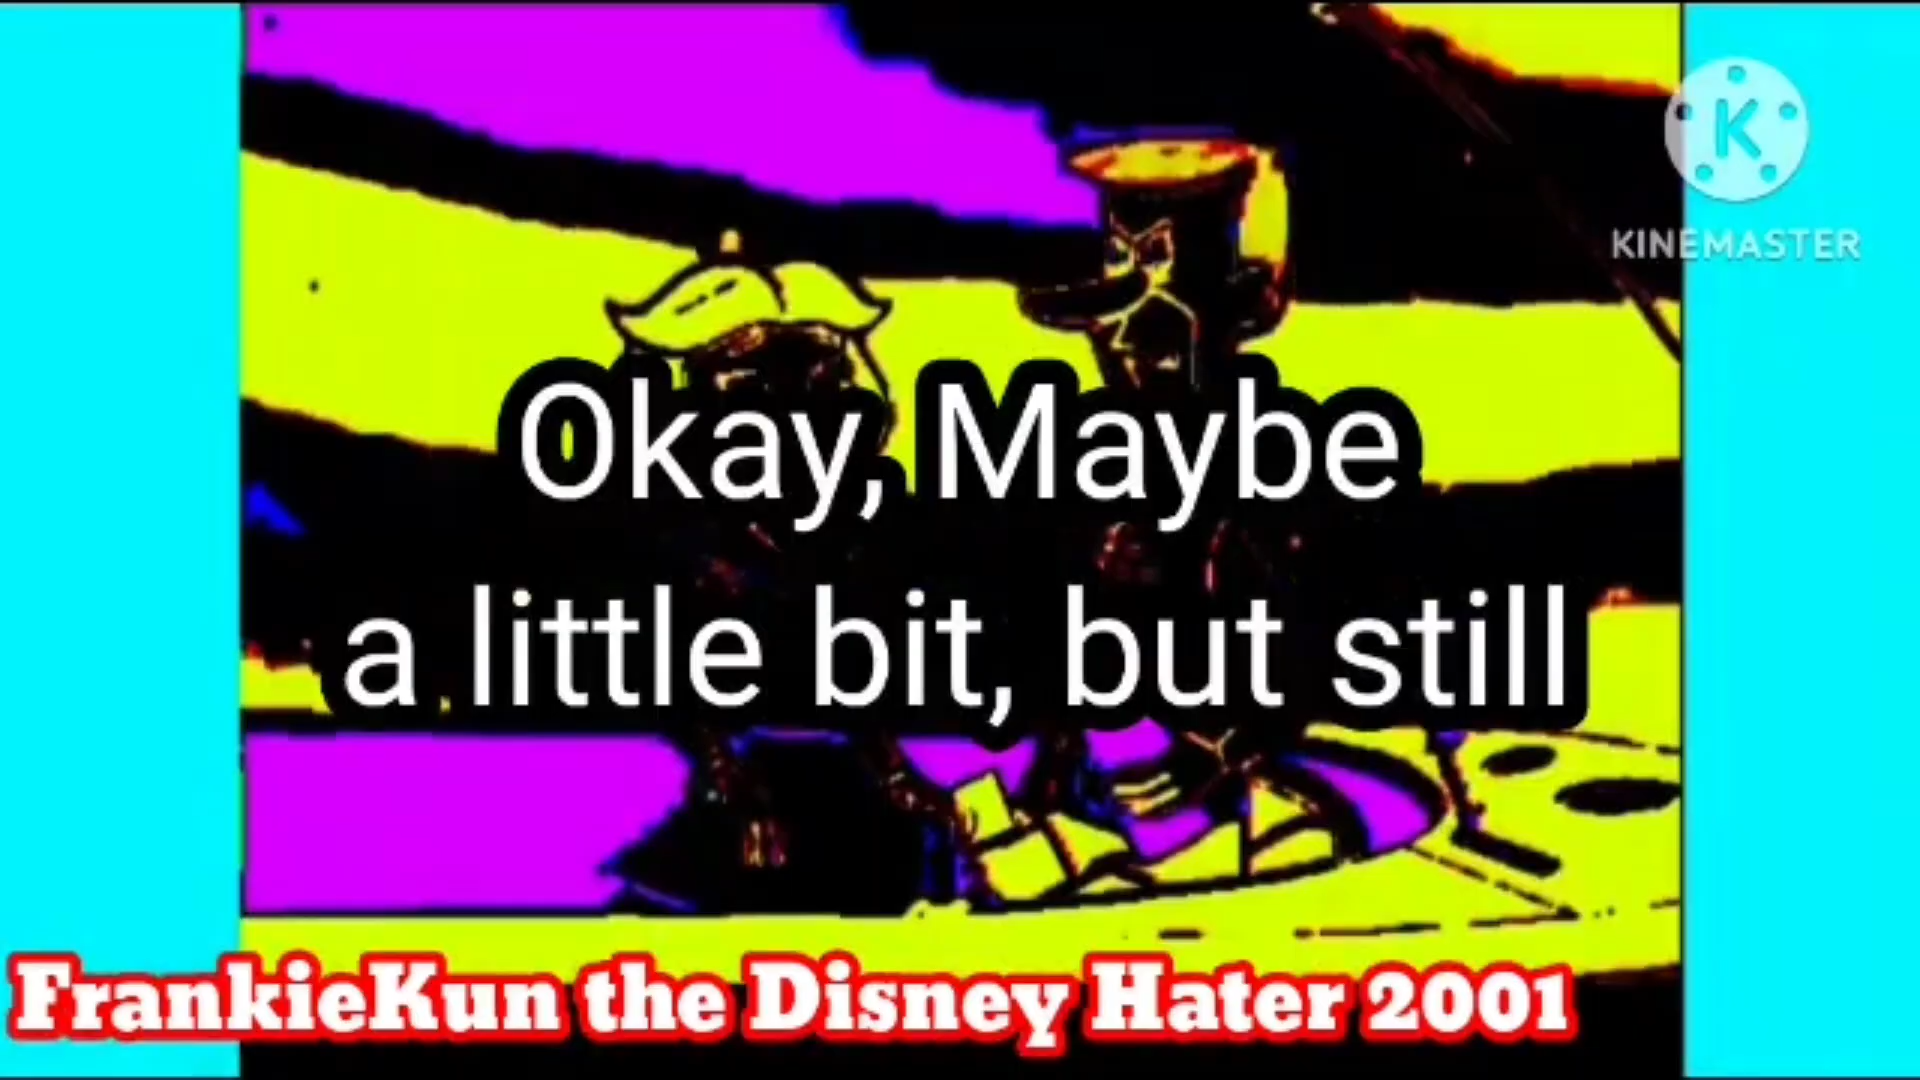 K
KINEMASTER
Okay, Maybe
a little bit, but still
FrankieKun the Disney Hater 2001